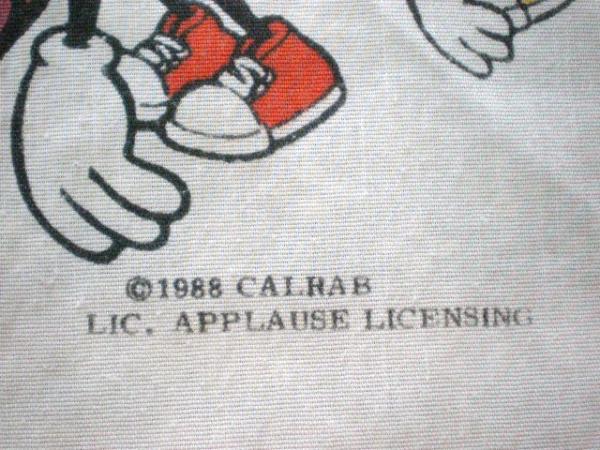 ©1988 CALRAB
LIC. APPLAUSE LICENSING